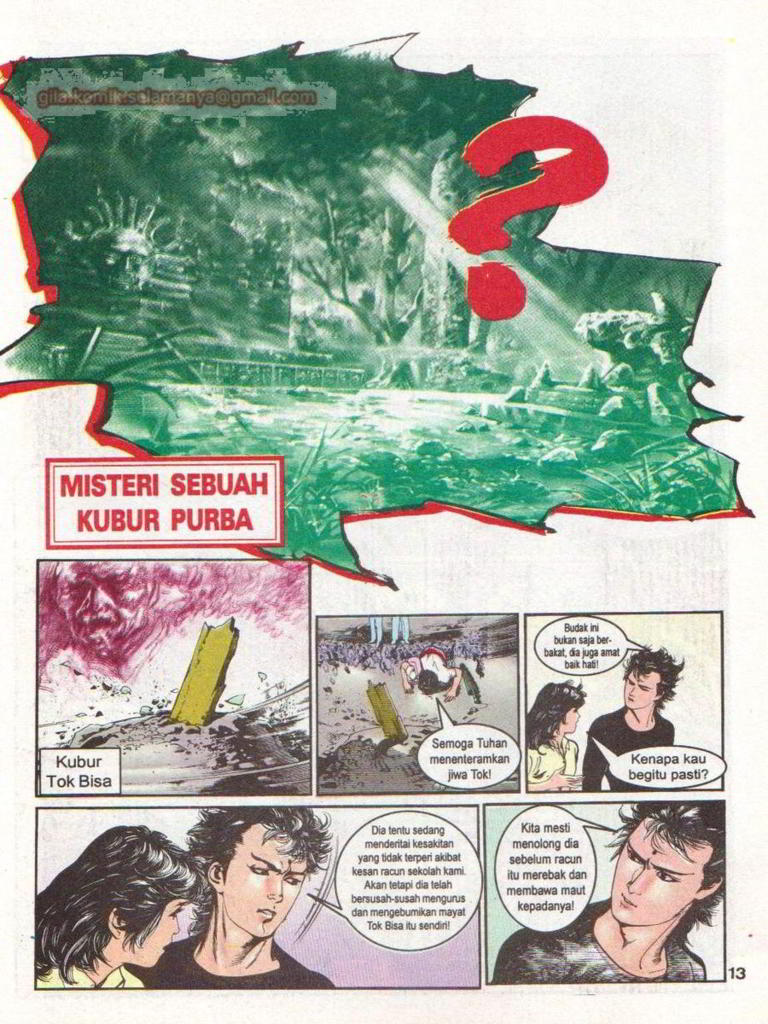 gila.komik.selamanya@gmail.com
?
MISTERI SEBUAH
KUBUR PURBA
Kubur
Tok Bisa
Semoga Tuhan
menenteramkan
jiwa Tok!
Budak ini
bukan saja ber-
bakat, dia juga amat
baik hati!
Kenapa kau
begitu pasti?
Dia tentu sedang
menderitai kesakitan
yang tidak terperi akibat
kesan racun sekolah kami.
Akan tetapi dia telah
bersusah-susah mengurus
dan mengebumikan mayat
Tok Bisa itu sendiri!
Kita mesti
menolong dia
sebelum racun
itu merebak dan
membawa maut
kepadanya!
13